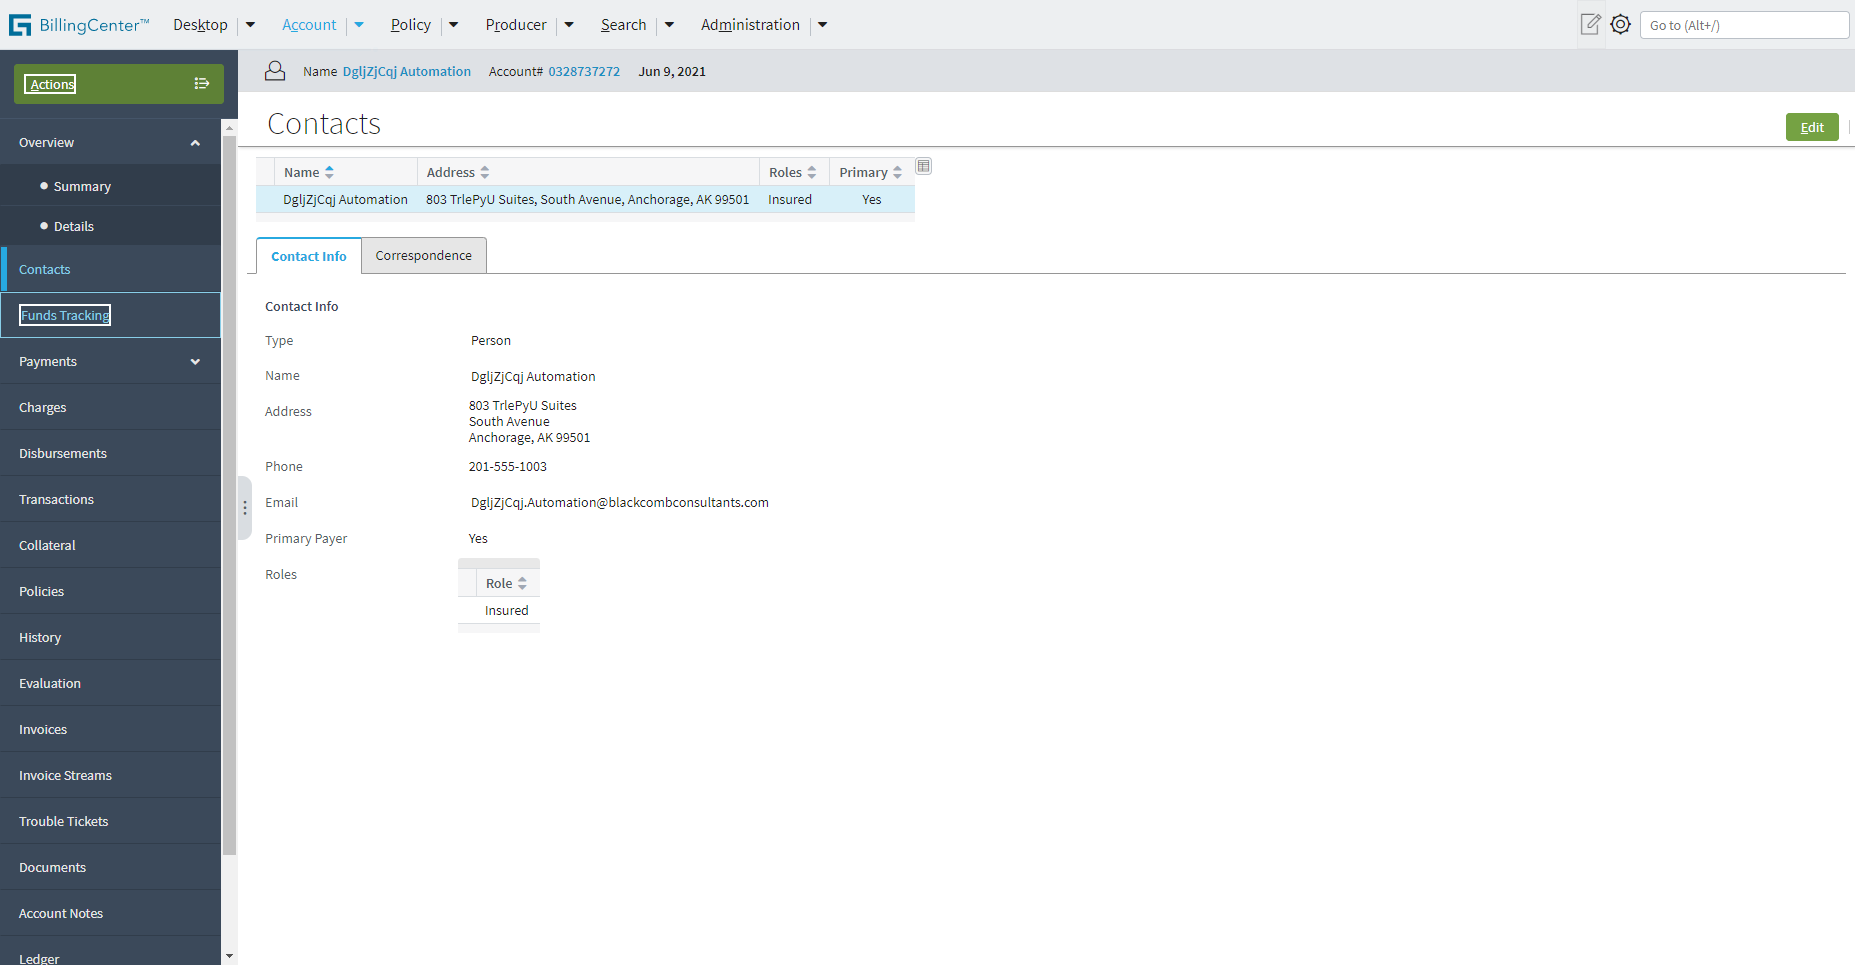 BillingCenter™ Desktop Account Policy Producer Search Administration Go to (Alt+/)
Actions
Name DgljZjCqj Automation Account# 0328737272 Jun 9, 2021
Overview
Summary
Details
Contacts
Funds Tracking
Payments
Charges
Disbursements
Transactions
Collateral
Policies
History
Evaluation
Invoices
Invoice Streams
Trouble Tickets
Documents
Account Notes
Ledger
Contacts
Edit
Name Address Roles Primary
DgljZjCqj Automation 803 TrlePyU Suites, South Avenue, Anchorage, AK 99501 Insured Yes
Contact Info Correspondence
Contact Info
Type Person
Name DgljZjCqj Automation
Address 803 TrlePyU Suites
South Avenue
Anchorage, AK 99501
Phone 201-555-1003
Email DgljZjCqj.Automation@blackcombconsultants.com
Primary Payer Yes
Roles
Role
Insured